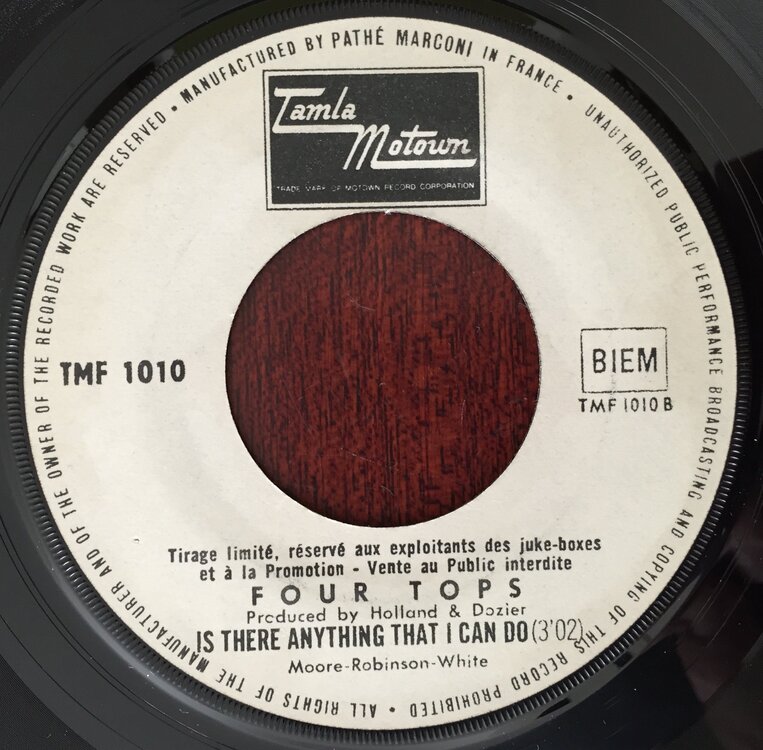 • MANUFACTURED BY PATHÉ MARCONI IN FRANCE •
UNAUTHORIZED PUBLIC PERFORMANCE BROADCASTING AND COPYING OF THIS RECORD PROHIBITED •
ALL RIGHTS OF THE MANUFACTURER AND OF THE OWNER OF THE RECORDED WORK ARE RESERVED
Tamla
Motown
TRADE MARK OF MOTOWN RECORD CORPORATION
TMF 1010
BIEM
TMF 1010 B
Tirage limité, réservé aux exploitants des juke-boxes
et à la Promotion - Vente au Public interdite
FOUR TOPS
Produced by Holland & Dozier
IS THERE ANYTHING THAT I CAN DO (3'02)
Moore-Robinson-White